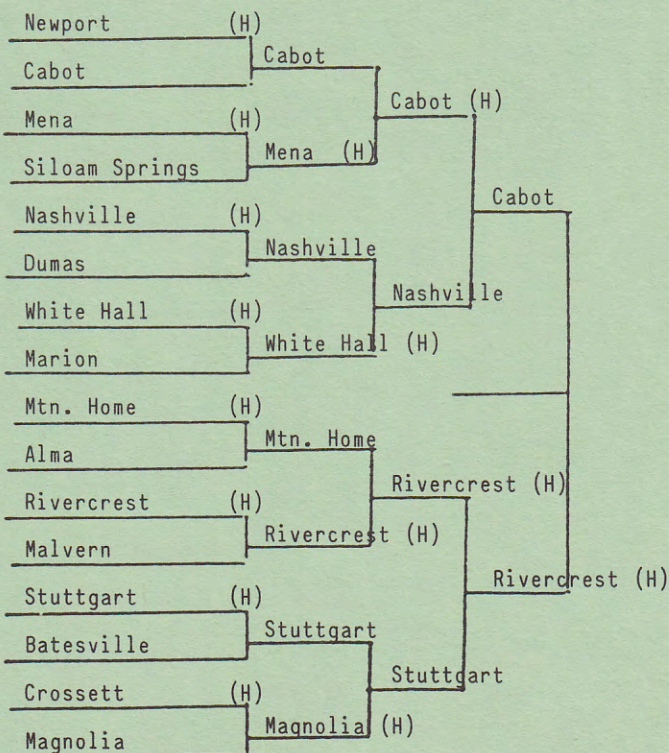 Newport (H)
Cabot
Cabot
Cabot (H)
Mena (H)
Mena (H)
Siloam Springs
Cabot
Nashville (H)
Nashville
Dumas
Nashville
White Hall (H)
White Hall (H)
Marion
Mtn. Home (H)
Mtn. Home
Alma
Rivercrest (H)
Rivercrest (H)
Rivercrest (H)
Malvern
Rivercrest (H)
Stuttgart (H)
Stuttgart
Batesville
Stuttgart
Crossett (H)
Magnolia (H)
Magnolia